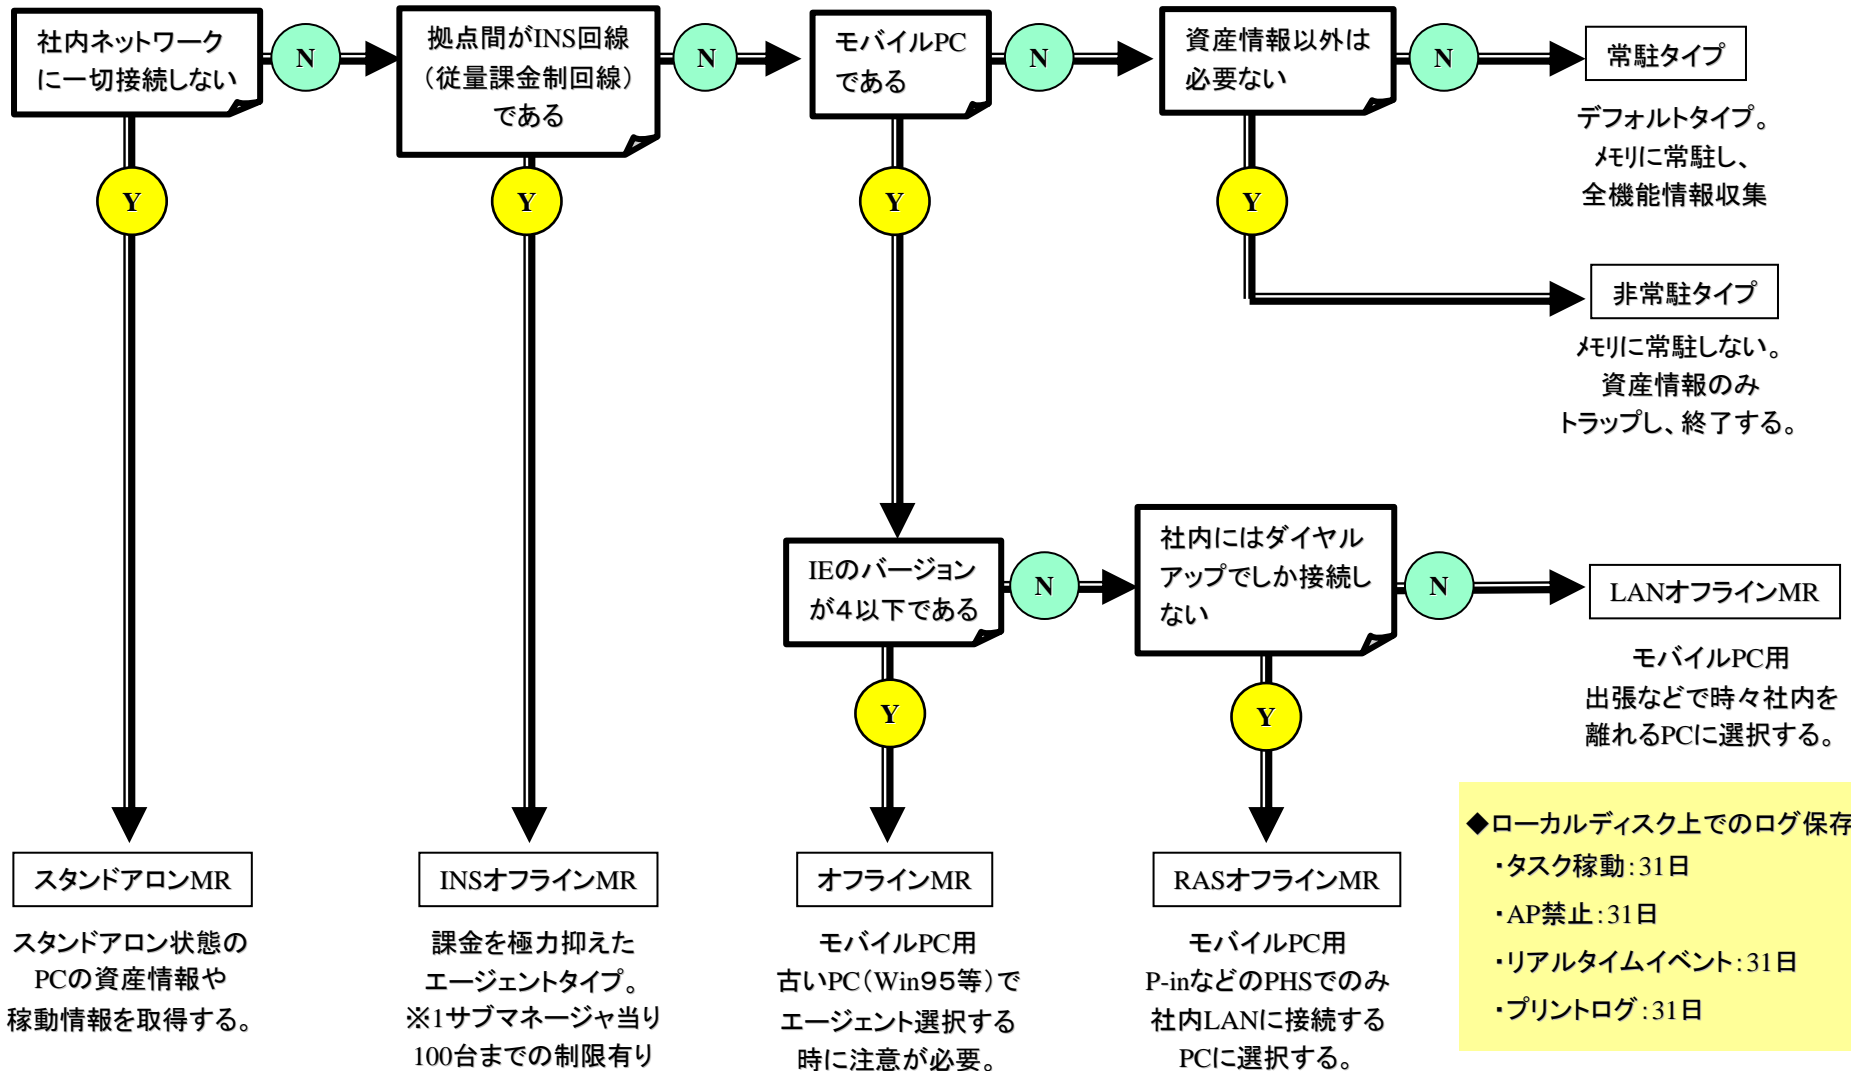 社内ネットワーク
に一切接続しない
N
拠点間がINS回線
（従量課金制回線）
である
N
モバイルPC
である
N
資産情報以外は
必要ない
N
常駐タイプ
デフォルトタイプ。
メモリに常駐し、
全機能情報収集
Y
Y
Y
Y
非常駐タイプ
メモリに常駐しない。
資産情報のみ
トラップし、終了する。
IEのバージョン
が４以下である
N
社内にはダイヤル
アップでしか接続し
ない
N
LANオフラインMR
モバイルPC用
出張などで時々社内を
離れるPCに選択する。
Y
Y
スタンドアロンMR
スタンドアロン状態の
PCの資産情報や
稼動情報を取得する。
INSオフラインMR
課金を極力抑えた
エージェントタイプ。
※1サブマネージャ当り
100台までの制限有り
オフラインMR
モバイルPC用
古いPC（Win９５等）で
エージェント選択する
時に注意が必要。
RASオフラインMR
モバイルPC用
P-inなどのPHSでのみ
社内LANに接続する
PCに選択する。
◆ローカルディスク上でのログ保存
・タスク稼動：31日
・AP禁止：31日
・リアルタイムイベント：31日
・プリントログ：31日